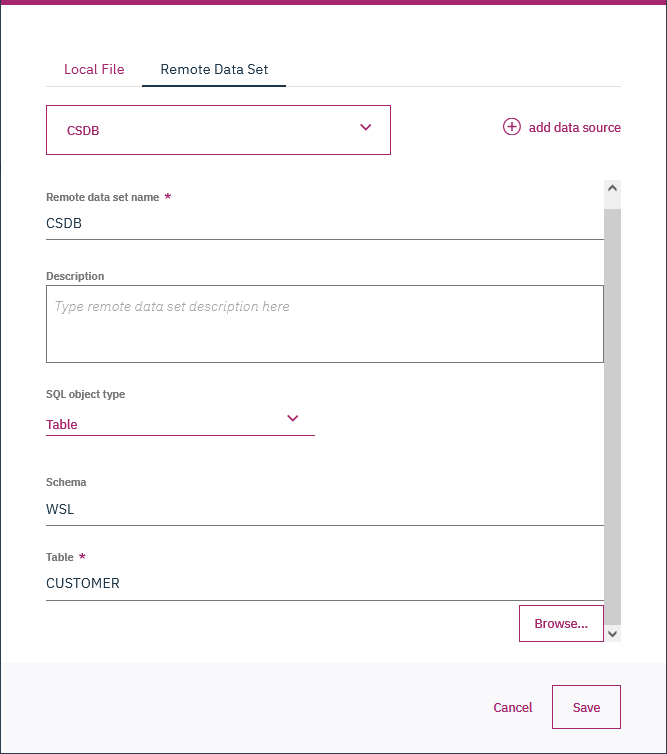 Local File Remote Data Set
CSDB add data source
Remote data set name *
CSDB
Description
Type remote data set description here
SQL object type
Table
Schema
WSL
Table *
CUSTOMER
Browse...
Cancel Save